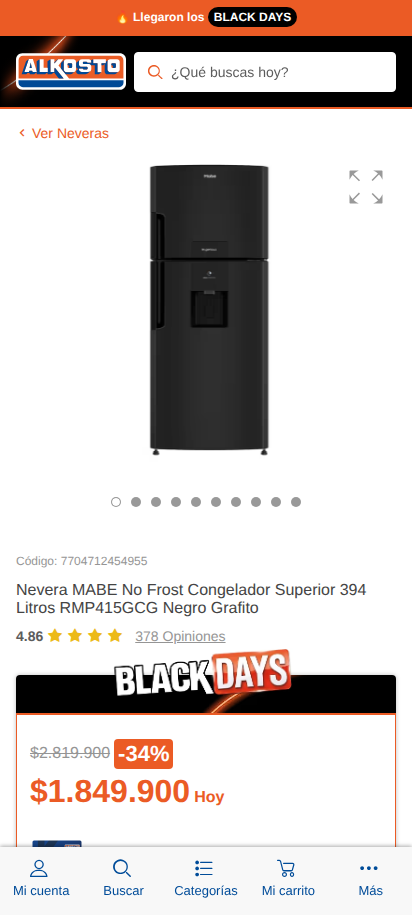 🔥 Llegaron los BLACK DAYS
ALKOSTO
¿Qué buscas hoy?
Ver Neveras
mabe
Código: 7704712454955
Nevera MABE No Frost Congelador Superior 394
Litros RMP415GCG Negro Grafito
4.86 378 Opiniones
BLACK DAYS
$2.819.900 -34%
$1.849.900 Hoy
Mi cuenta Buscar Categorías Mi carrito Más